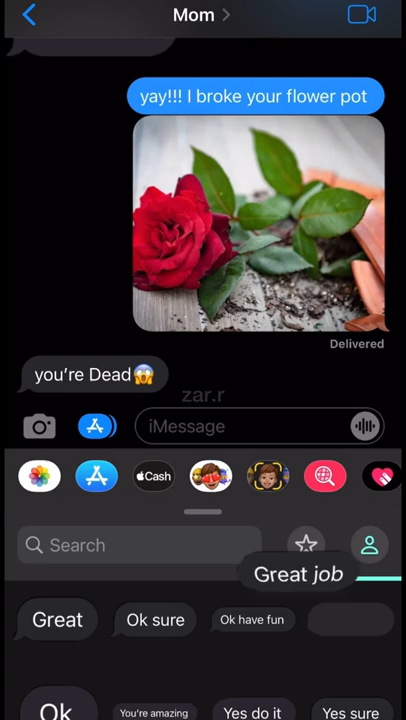 Mom
yay!!! I broke your flower pot
Delivered
you're Dead😱
zar.r
iMessage
Cash
Search
Great job
Great
Ok sure
Ok have fun
Ok
You're amazing
Yes do it
Yes sure